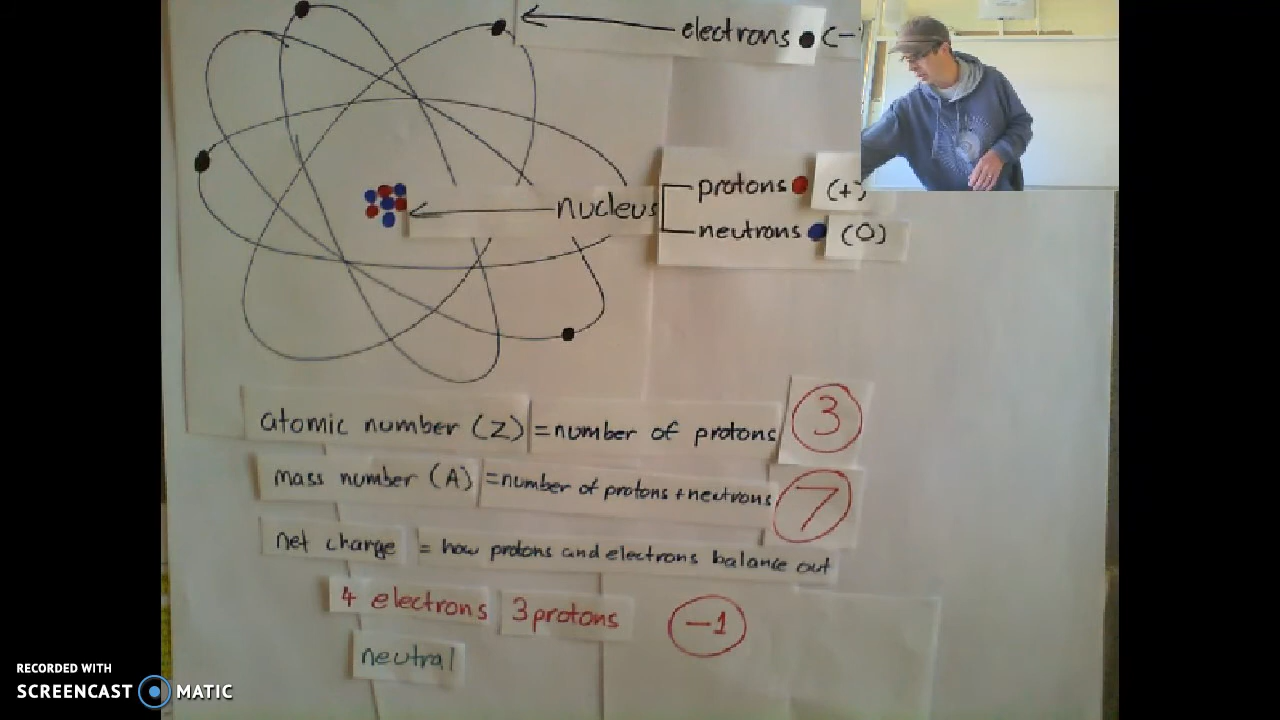 electrons (-
protons (+)
nucleus
neutrons (0)
atomic number (Z) = number of protons 3
mass number (A) = number of protons + neutrons 7
net charge = how protons and electrons balance out
4 electrons 3 protons -1
neutral
RECORDED WITH
SCREENCAST MATIC